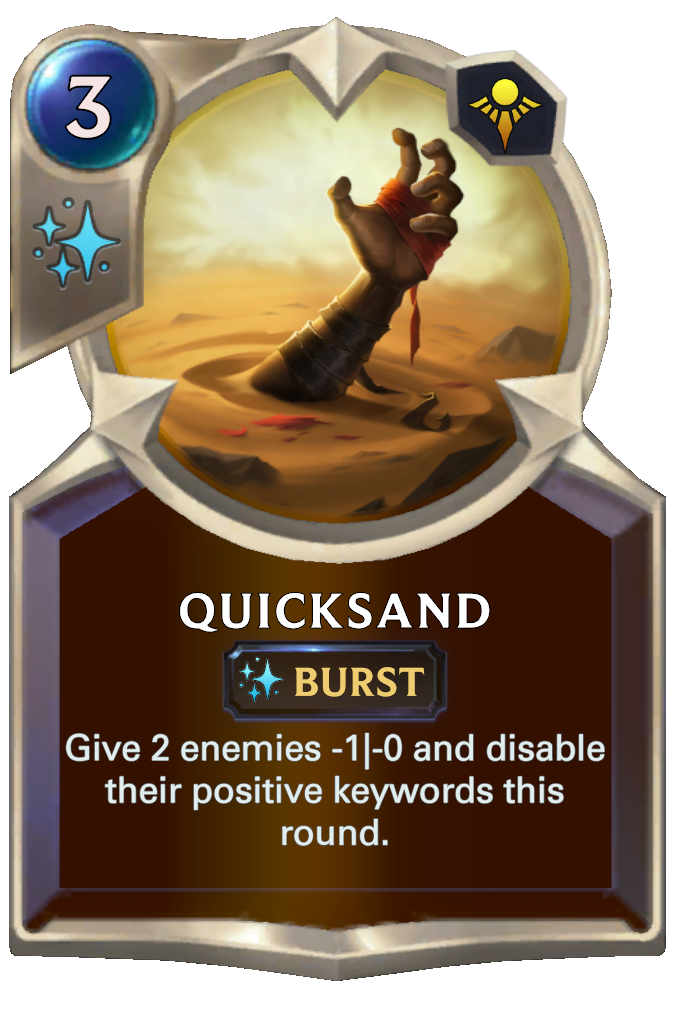 3
QUICKSAND
BURST
Give 2 enemies -1|-0 and disable
their positive keywords this
round.